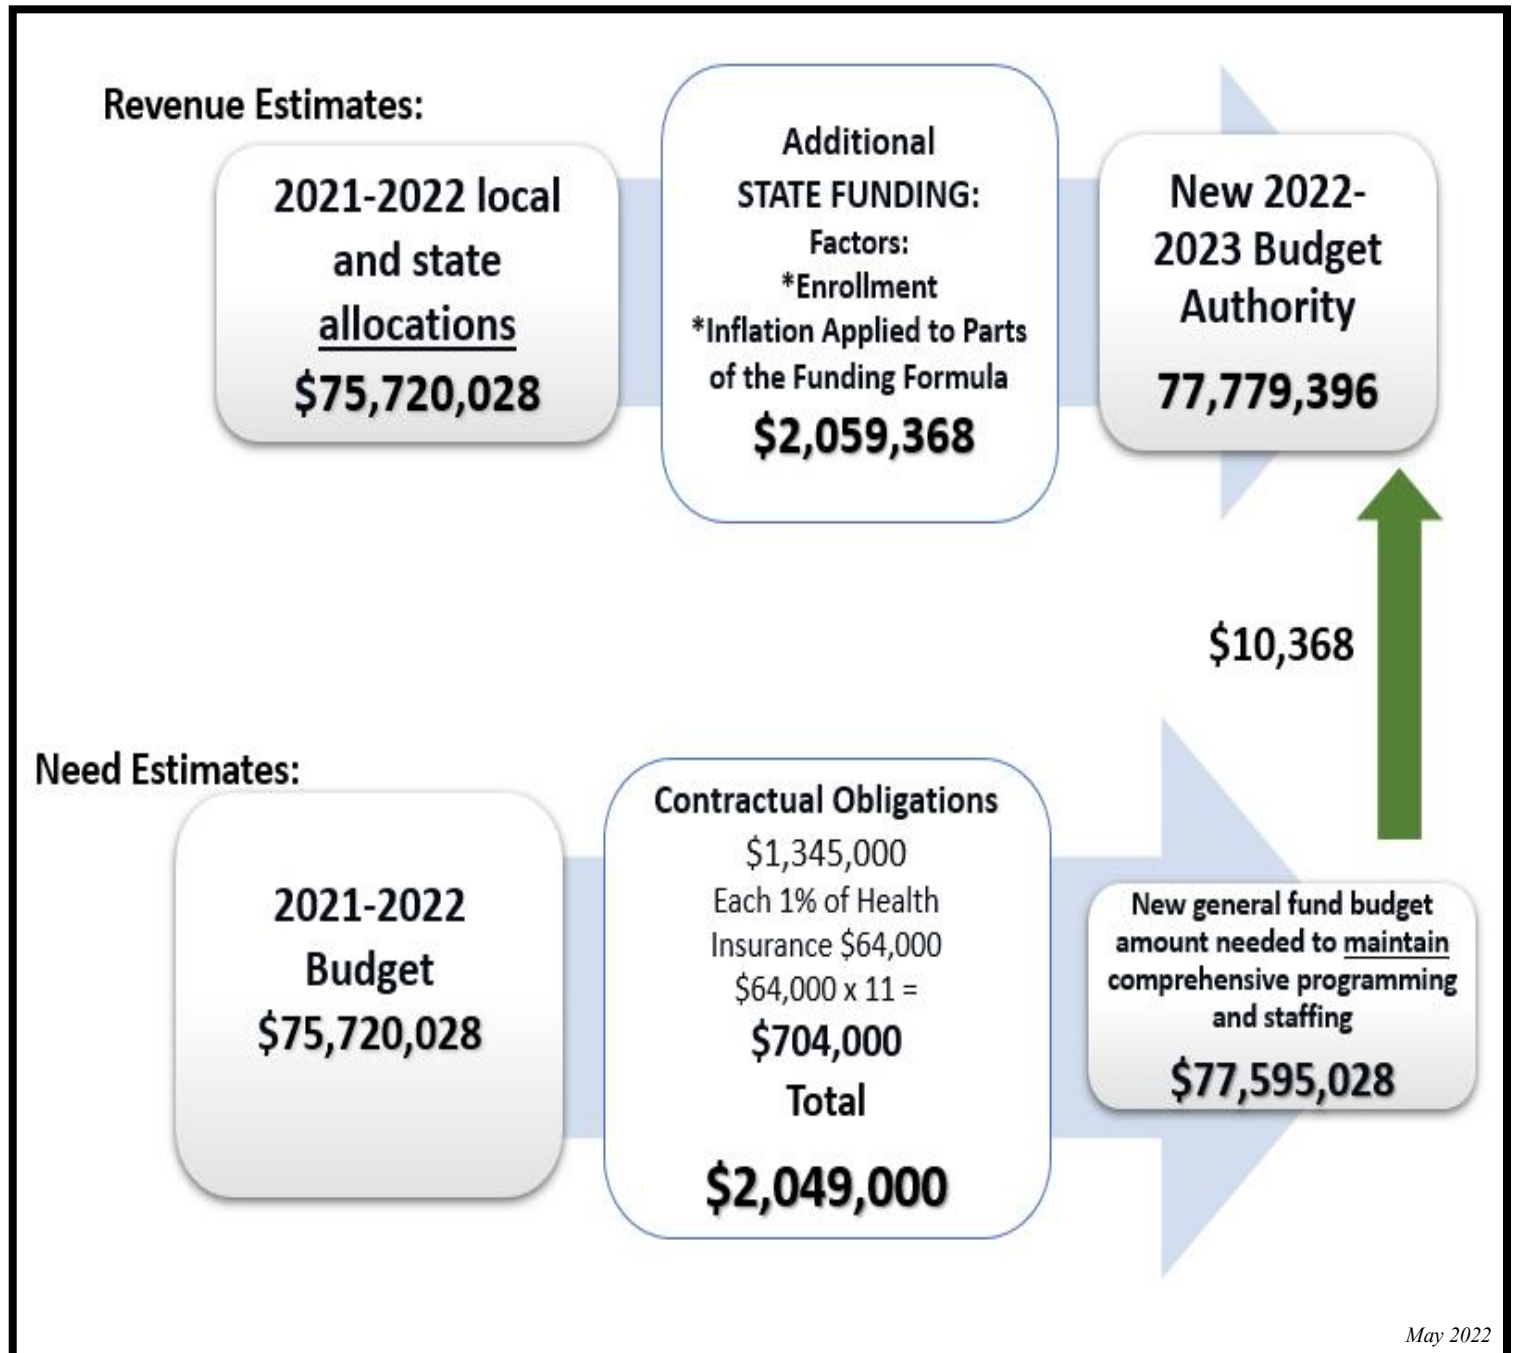 Revenue Estimates:
2021-2022 local
and state
allocations
$75,720,028
Additional
STATE FUNDING:
Factors:
*Enrollment
*Inflation Applied to Parts
of the Funding Formula
$2,059,368
New 2022-
2023 Budget
Authority
77,779,396
$10,368
Need Estimates:
2021-2022
Budget
$75,720,028
Contractual Obligations
$1,345,000
Each 1% of Health
Insurance $64,000
$64,000 x 11 =
$704,000
Total
$2,049,000
New general fund budget
amount needed to maintain
comprehensive programming
and staffing
$77,595,028
May 2022